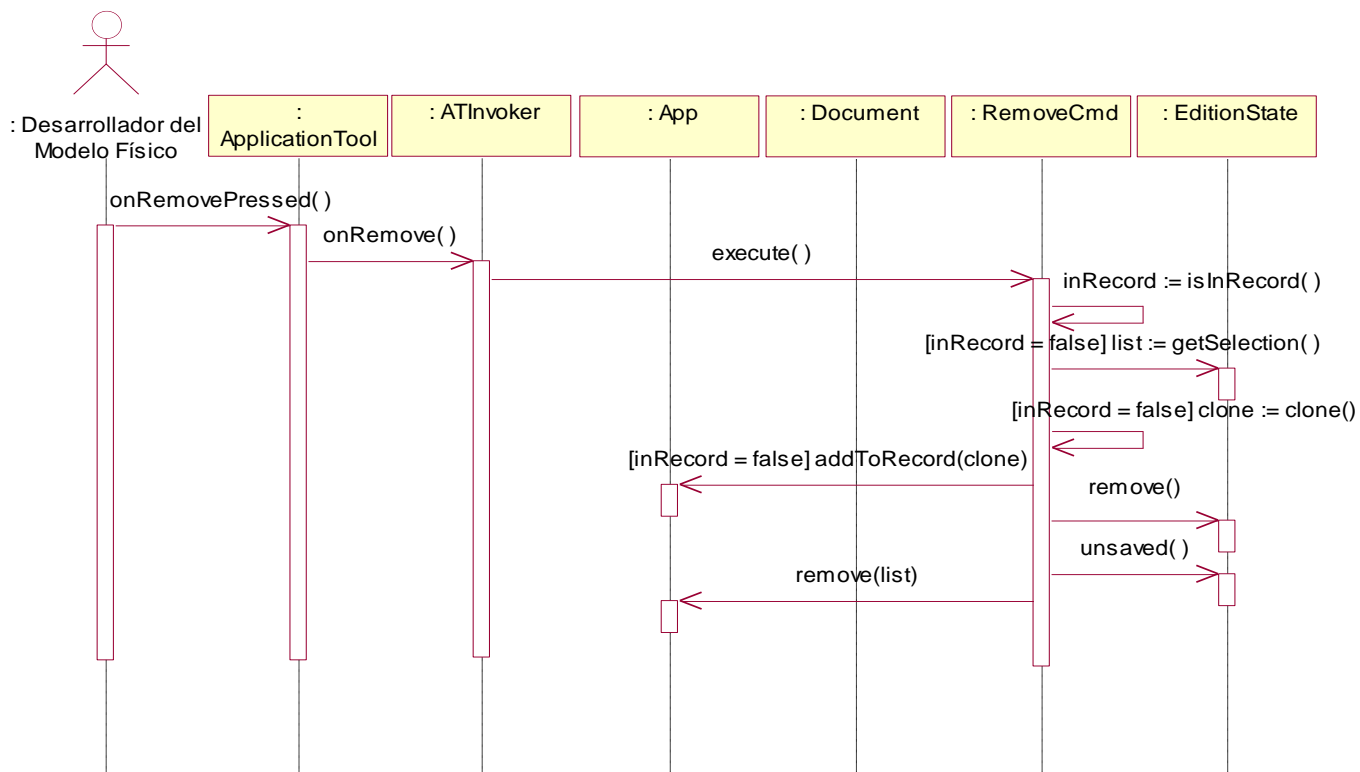 : Desarrollador del
Modelo Físico
:
ApplicationTool
: ATInvoker
: App
: Document
: RemoveCmd
: EditionState
onRemovePressed( )
onRemove( )
execute( )
inRecord := isInRecord( )
[inRecord = false] list := getSelection( )
[inRecord = false] clone := clone()
[inRecord = false] addToRecord(clone)
remove()
unsaved( )
remove(list)